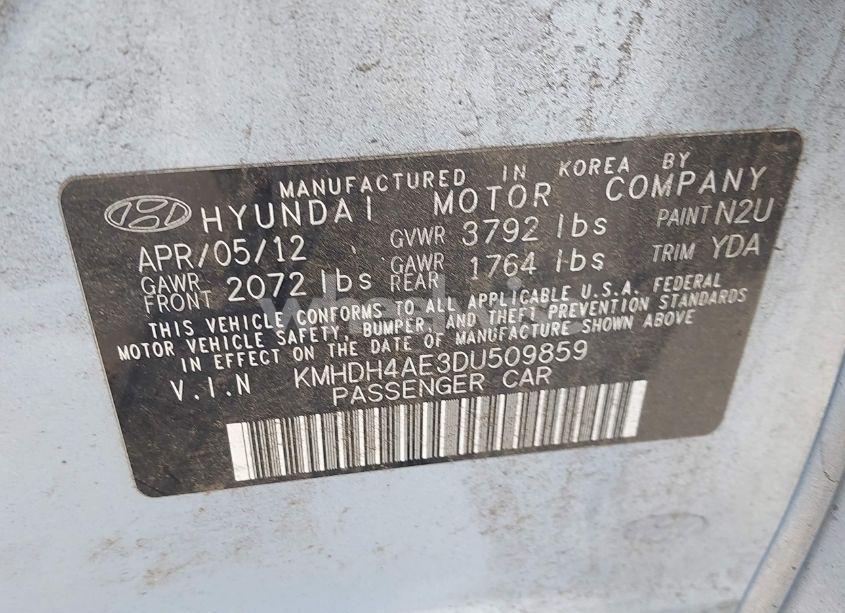 MANUFACTURED IN KOREA BY
HYUNDAI MOTOR COMPANY
APR/05/12 GVWR 3792 lbs PAINT N2U
GAWR FRONT 2072 lbs GAWR REAR 1764 lbs TRIM YDA
THIS VEHICLE CONFORMS TO ALL APPLICABLE U.S.A. FEDERAL
MOTOR VEHICLE SAFETY, BUMPER, AND THEFT PREVENTION STANDARDS
IN EFFECT ON THE DATE OF MANUFACTURE SHOWN ABOVE
V.I.N KMHDH4AE3DU509859
PASSENGER CAR